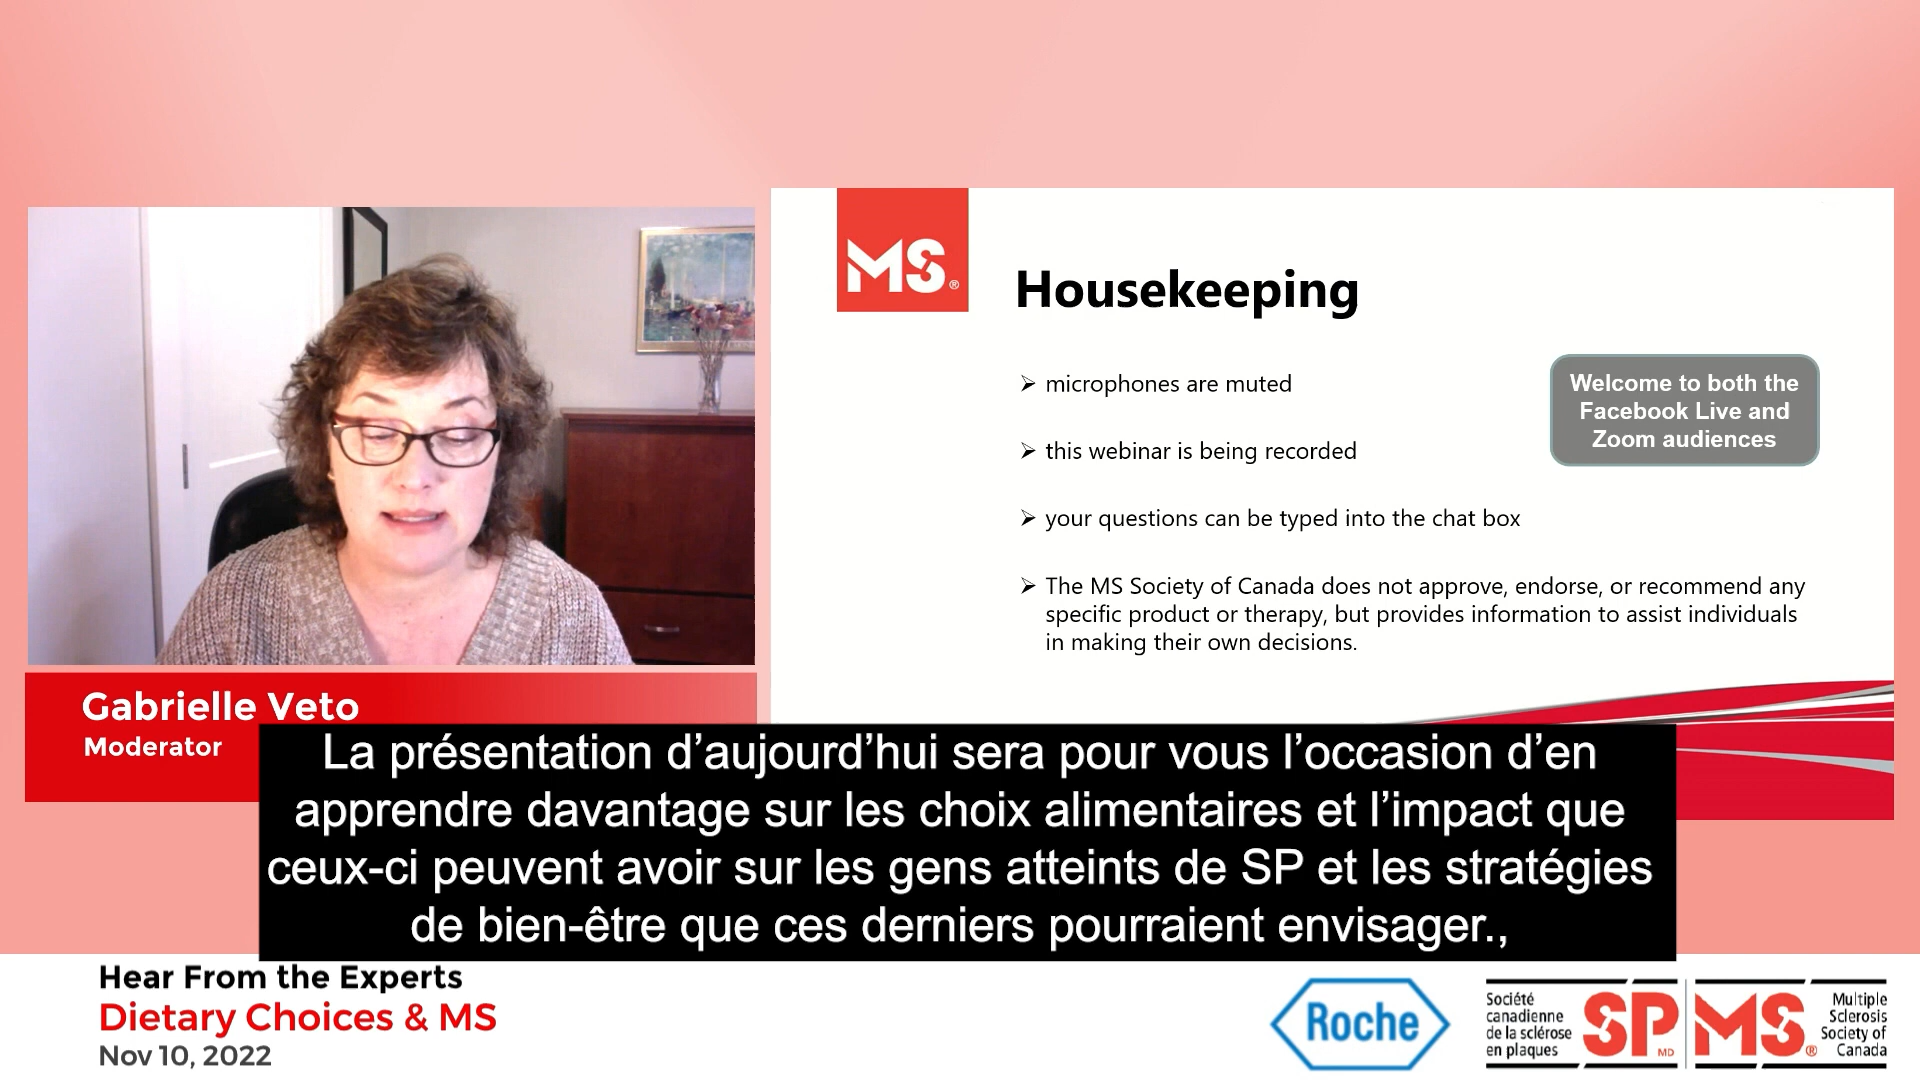 MS®
Housekeeping
➢ microphones are muted
➢ this webinar is being recorded
➢ your questions can be typed into the chat box
➢ The MS Society of Canada does not approve, endorse, or recommend any
specific product or therapy, but provides information to assist individuals
in making their own decisions.
Welcome to both the
Facebook Live and
Zoom audiences
Gabrielle Veto
Moderator
La présentation d’aujourd’hui sera pour vous l’occasion d’en
apprendre davantage sur les choix alimentaires et l’impact que
ceux-ci peuvent avoir sur les gens atteints de SP et les stratégies
de bien-être que ces derniers pourraient envisager.,
Hear From the Experts
Dietary Choices & MS
Nov 10, 2022
Roche
Société
canadienne
de la sclérose
en plaques
SP MD
MS®
Multiple
Sclerosis
Society of
Canada